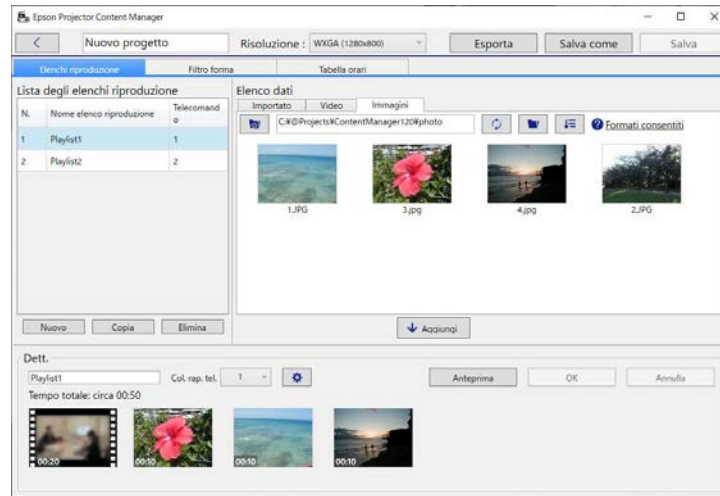 Epson Projector Content Manager
Nuovo progetto
Risoluzione : WXGA (1280x800)
Esporta
Salva come
Salva
Elenchi riproduzione
Filtro forma
Tabella orari
Lista degli elenchi riproduzione
N. Nome elenco riproduzione Telecomand
o
1 Playlist1 1
2 Playlist2 2
Nuovo
Copia
Elimina
Elenco dati
Importato
Video
Immagini
C:¥@Projects¥ContentManager120¥photo
Formati consentiti
1.JPG
3.jpg
4.jpg
2.JPG
Aggiungi
Dett.
Playlist1
Col. rap. tel. 1
Anteprima
OK
Annulla
Tempo totale: circa 00:50
00:20
00:10
00:10
00:10